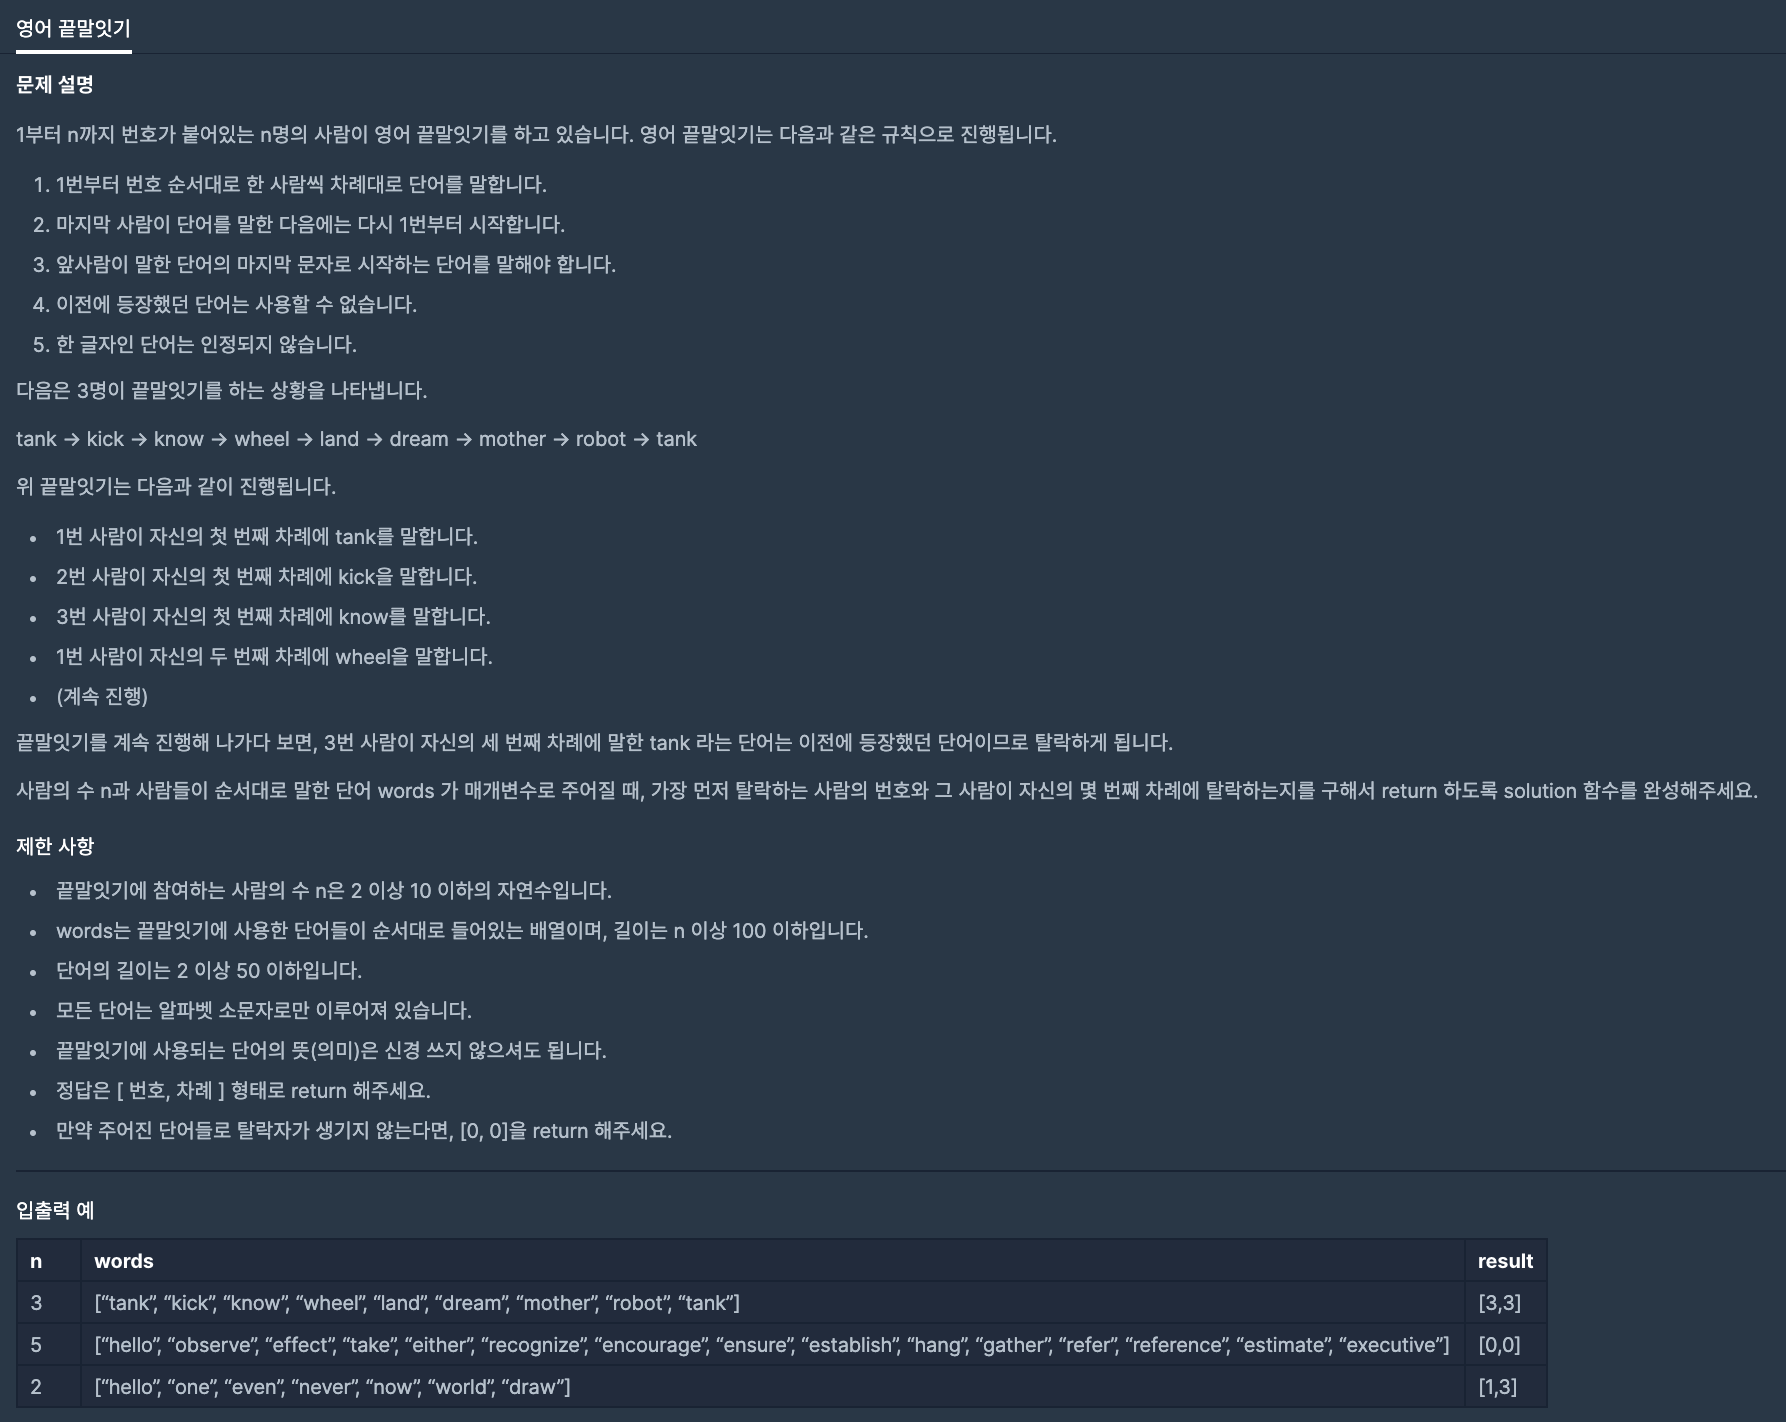 영어 끝말잇기
문제 설명
1부터 n까지 번호가 붙어있는 n명의 사람이 영어 끝말잇기를 하고 있습니다. 영어 끝말잇기는 다음과 같은 규칙으로 진행됩니다.
1. 1번부터 번호 순서대로 한 사람씩 차례대로 단어를 말합니다.
2. 마지막 사람이 단어를 말한 다음에는 다시 1번부터 시작합니다.
3. 앞사람이 말한 단어의 마지막 문자로 시작하는 단어를 말해야 합니다.
4. 이전에 등장했던 단어는 사용할 수 없습니다.
5. 한 글자인 단어는 인정되지 않습니다.
다음은 3명이 끝말잇기를 하는 상황을 나타냅니다.
tank → kick → know → wheel → land → dream → mother → robot → tank
위 끝말잇기는 다음과 같이 진행됩니다.
• 1번 사람이 자신의 첫 번째 차례에 tank를 말합니다.
• 2번 사람이 자신의 첫 번째 차례에 kick을 말합니다.
• 3번 사람이 자신의 첫 번째 차례에 know를 말합니다.
• 1번 사람이 자신의 두 번째 차례에 wheel을 말합니다.
• (계속 진행)
끝말잇기를 계속 진행해 나가다 보면, 3번 사람이 자신의 세 번째 차례에 말한 tank 라는 단어는 이전에 등장했던 단어이므로 탈락하게 됩니다.
사람의 수 n과 사람들이 순서대로 말한 단어 words 가 매개변수로 주어질 때, 가장 먼저 탈락하는 사람의 번호와 그 사람이 자신의 몇 번째 차례에 탈락하는지를 구해서 return 하도록 solution 함수를 완성해주세요.
제한 사항
• 끝말잇기에 참여하는 사람의 수 n은 2 이상 10 이하의 자연수입니다.
• words는 끝말잇기에 사용한 단어들이 순서대로 들어있는 배열이며, 길이는 n 이상 100 이하입니다.
• 단어의 길이는 2 이상 50 이하입니다.
• 모든 단어는 알파벳 소문자로만 이루어져 있습니다.
• 끝말잇기에 사용되는 단어의 뜻(의미)은 신경 쓰지 않으셔도 됩니다.
• 정답은 [ 번호, 차례 ] 형태로 return 해주세요.
• 만약 주어진 단어들로 탈락자가 생기지 않는다면, [0, 0]을 return 해주세요.
입출력 예
n words result
3 [“tank”, “kick”, “know”, “wheel”, “land”, “dream”, “mother”, “robot”, “tank”] [3,3]
5 [“hello”, “observe”, “effect”, “take”, “either”, “recognize”, “encourage”, “ensure”, “establish”, “hang”, “gather”, “refer”, “reference”, “estimate”, “executive”] [0,0]
2 [“hello”, “one”, “even”, “never”, “now”, “world”, “draw”] [1,3]